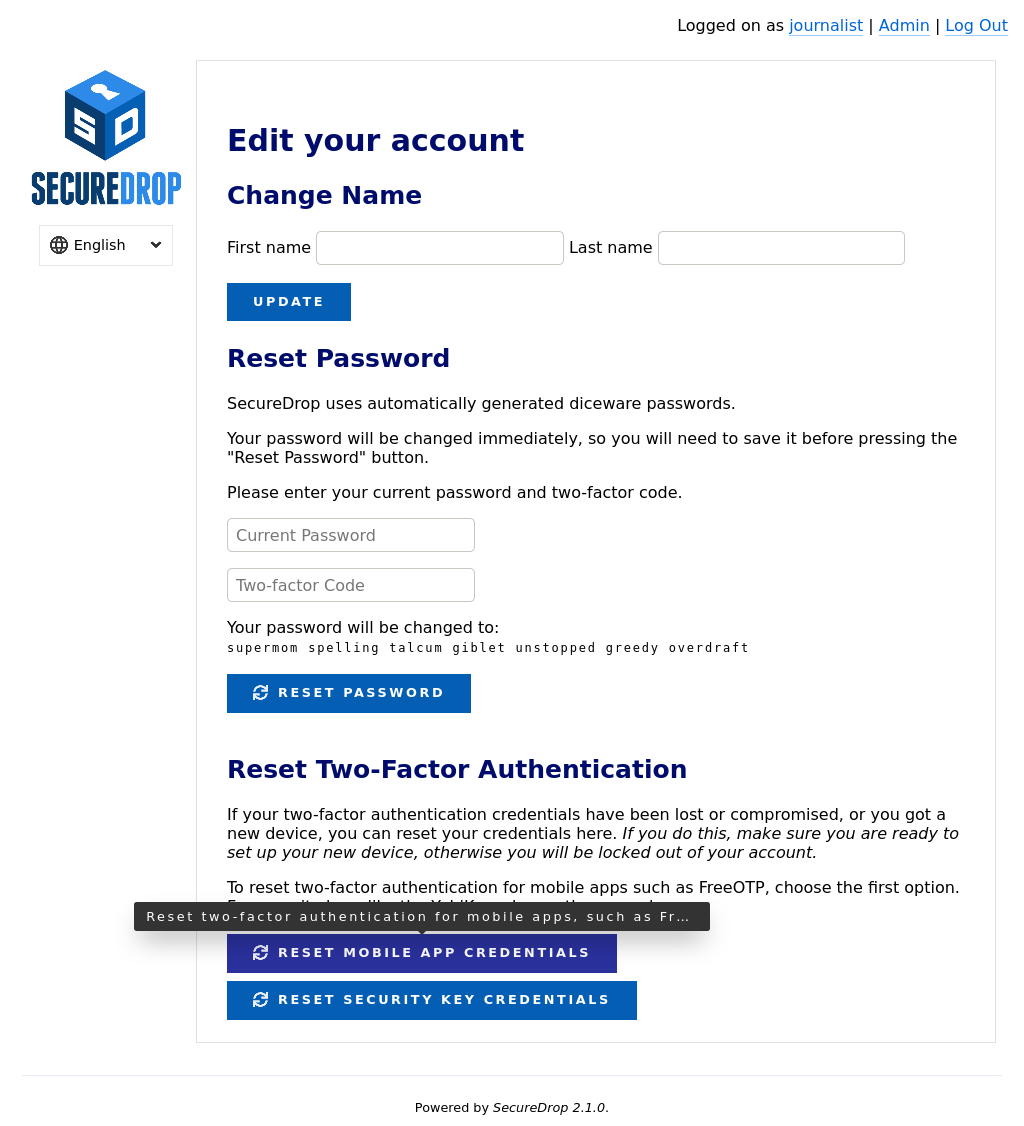 Logged on as journalist | Admin | Log Out
SD
SECUREDROP
English
Edit your account
Change Name
First name Last name
UPDATE
Reset Password
SecureDrop uses automatically generated diceware passwords.
Your password will be changed immediately, so you will need to save it before pressing the
"Reset Password" button.
Please enter your current password and two-factor code.
Current Password
Two-factor Code
Your password will be changed to:
supermom spelling talcum giblet unstopped greedy overdraft
RESET PASSWORD
Reset Two-Factor Authentication
If your two-factor authentication credentials have been lost or compromised, or you got a
new device, you can reset your credentials here. If you do this, make sure you are ready to
set up your new device, otherwise you will be locked out of your account.
To reset two-factor authentication for mobile apps such as FreeOTP, choose the first option.
Reset two-factor authentication for mobile apps, such as Fr…
RESET MOBILE APP CREDENTIALS
RESET SECURITY KEY CREDENTIALS
Powered by SecureDrop 2.1.0.